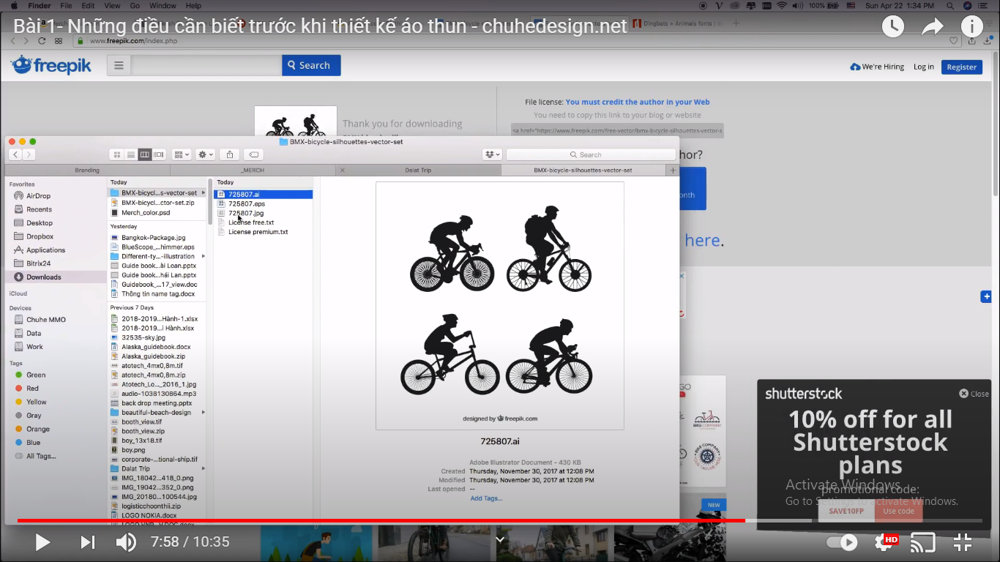 Finder File Edit View Go Window Help
100% Sun Apr 22 1:34 PM
Bài 1- Những điều cần biết trước khi thiết kế áo thun - chuhedesign.net
Dingbats > Animals fonts | d
www.freepik.com/index.php
freepik
Search
We're Hiring Log in Register
File license: You must credit the author in your Web
You need to copy this link to your blog or website
<a href="https://www.freepik.com/free-vector/bmx-bicycle-silhouettes-vector-s
Thank you for downloading
hor?
onth
here.
BMX-bicycle-silhouettes-vector-set
Search
Branding
_MERCH
Dalat Trip
BMX-bicycle-silhouettes-vector-set
Favorites
AirDrop
Recents
Desktop
Dropbox
Applications
Bitrix24
Downloads
iCloud
Devices
Chuhe MMO
Data
Work
Tags
Green
Red
Yellow
Gray
Orange
Blue
All Tags...
Today
BMX-bicycl...s-vector-set
BMX-bicycl...ctor-set.zip
Merch_color.psd
Yesterday
Bangkok-Package.jpg
BlueScope_...himmer.eps
Different-ty...-illustration
Guide book...ài Loan.pptx
Guide book...hái Lan.pptx
Guidebook_...17_view.doc
Thông tin name tag.docx
Previous 7 Days
2018-2019...Hành-1.xlsx
2018-2019...i Hành.xlsx
32535-sky.jpg
Alaska_guidebook.docx
Alaska_guidebook.zip
atotech_4mx0,8m.tif
atotech_4mx0,8m.zip
Atotech_Lo..._2016_1.jpg
audio-1038130864.mp3
back drop meeting.pptx
beautiful-beach-design
booth_view.tif
booth_view.zip
boy_13x18.tif
boy.png
corporate-...tional-ship.tif
Dalat Trip
IMG_18040...418_0.png
IMG_19042...352_0.png
IMG_20180...100544.jpg
logisticchoonthii.zip
LOGO NOKIA.docx
Today
725807.ai
725807.eps
725807.jpg
License free.txt
License premium.txt
designed by freepik.com
725807.ai
Adobe Illustrator Document - 430 KB
Created Thursday, November 30, 2017 at 12:08 PM
Modified Thursday, November 30, 2017 at 12:08 PM
Last opened --
Add Tags...
BIKE COMPANY
NEW
shutterstock
Close
10% off for all
Shutterstock
plans
promotional code:
SAVE10FP
Use code
Activate Windows
Go to Settings to activate Windows.
7:58 / 10:35
HD